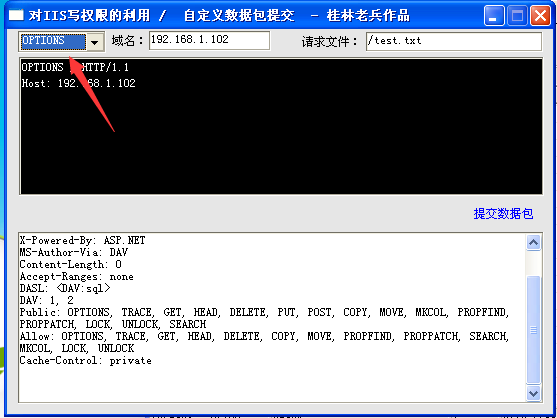 对IIS写权限的利用 / 自定义数据包提交 - 桂林老兵作品
OPTIONS 域名： 192.168.1.102 请求文件： /test.txt
OPTIONS HTTP/1.1
Host: 192.168.1.102
提交数据包
X-Powered-By: ASP.NET
MS-Author-Via: DAV
Content-Length: 0
Accept-Ranges: none
DASL: <DAV:sql>
DAV: 1, 2
Public: OPTIONS, TRACE, GET, HEAD, DELETE, PUT, POST, COPY, MOVE, MKCOL, PROPFIND,
PROPPATCH, LOCK, UNLOCK, SEARCH
Allow: OPTIONS, TRACE, GET, HEAD, DELETE, COPY, MOVE, PROPFIND, PROPPATCH, SEARCH,
MKCOL, LOCK, UNLOCK
Cache-Control: private